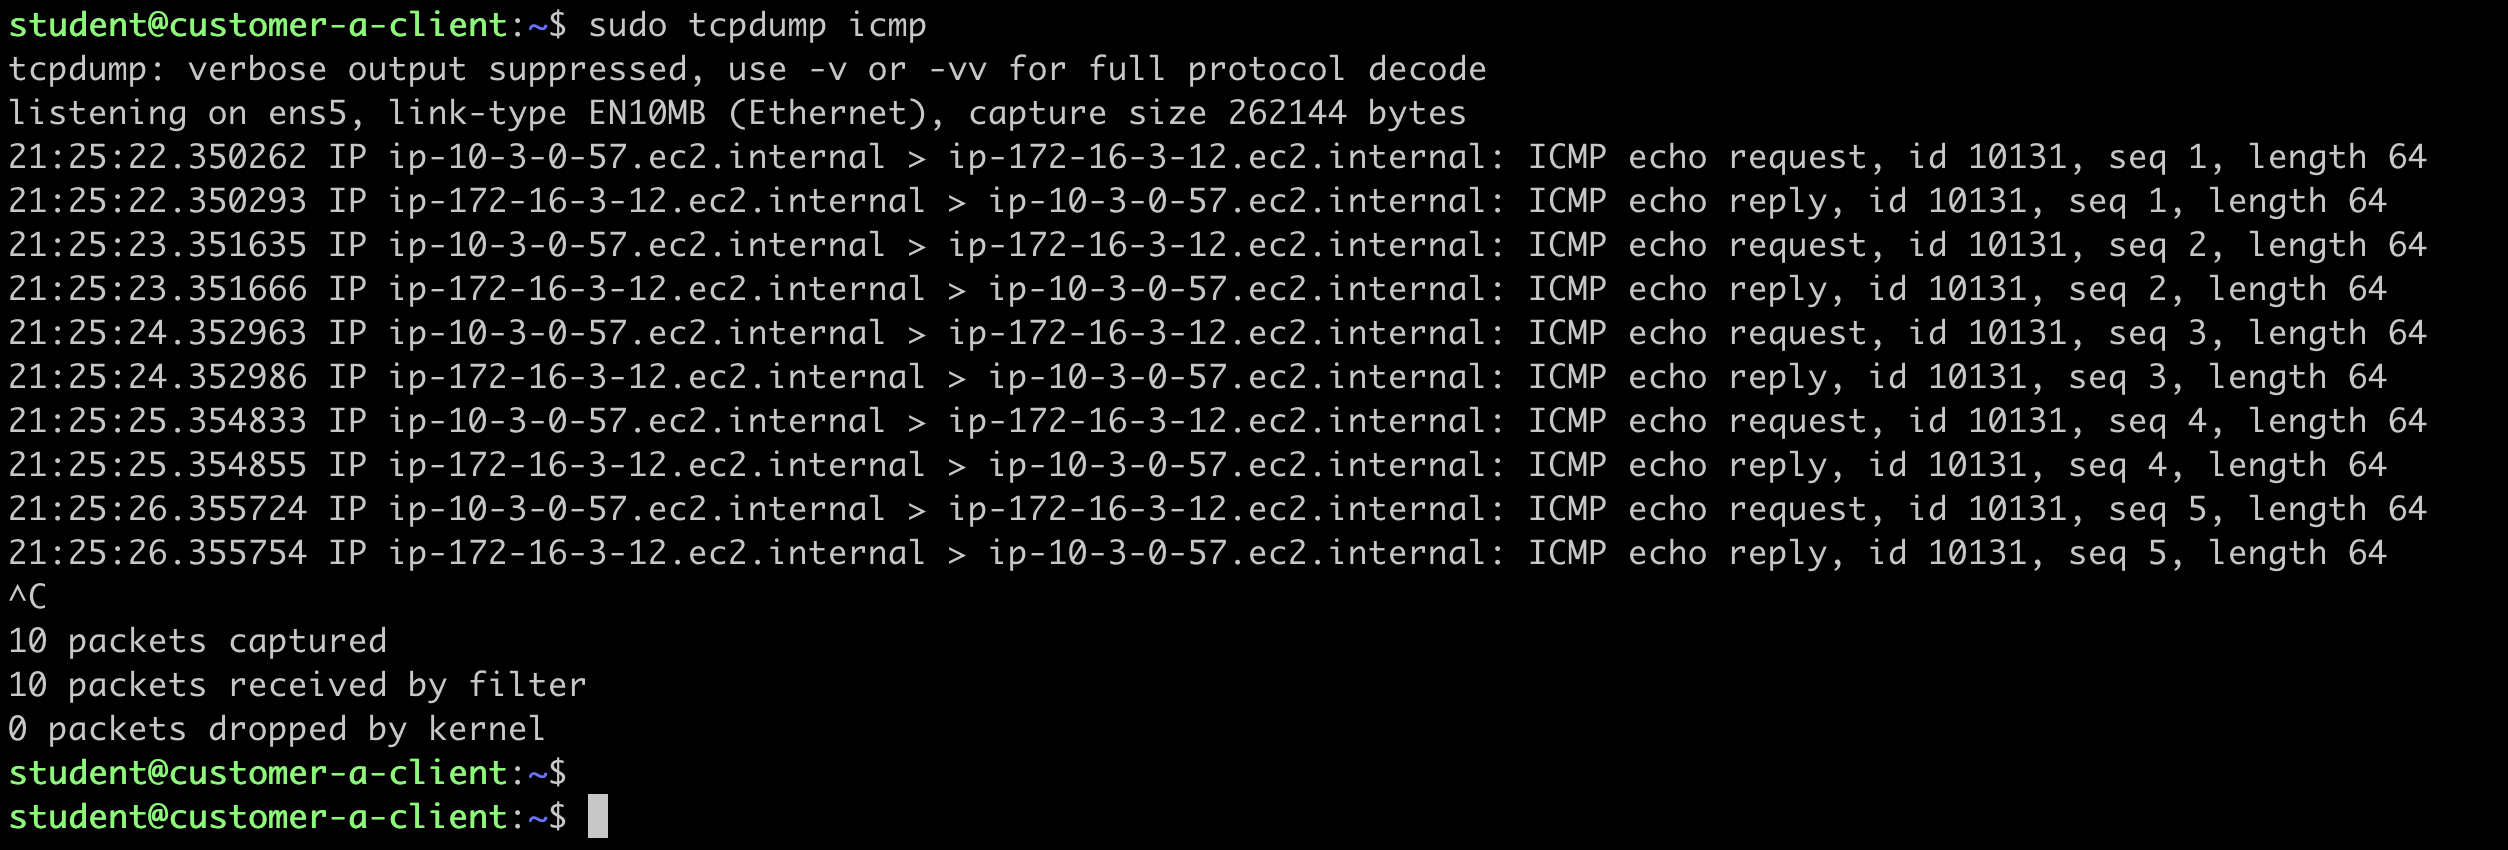 student@customer-a-client:~$ sudo tcpdump icmp
tcpdump: verbose output suppressed, use -v or -vv for full protocol decode
listening on ens5, link-type EN10MB (Ethernet), capture size 262144 bytes
21:25:22.350262 IP ip-10-3-0-57.ec2.internal > ip-172-16-3-12.ec2.internal: ICMP echo request, id 10131, seq 1, length 64
21:25:22.350293 IP ip-172-16-3-12.ec2.internal > ip-10-3-0-57.ec2.internal: ICMP echo reply, id 10131, seq 1, length 64
21:25:23.351635 IP ip-10-3-0-57.ec2.internal > ip-172-16-3-12.ec2.internal: ICMP echo request, id 10131, seq 2, length 64
21:25:23.351666 IP ip-172-16-3-12.ec2.internal > ip-10-3-0-57.ec2.internal: ICMP echo reply, id 10131, seq 2, length 64
21:25:24.352963 IP ip-10-3-0-57.ec2.internal > ip-172-16-3-12.ec2.internal: ICMP echo request, id 10131, seq 3, length 64
21:25:24.352986 IP ip-172-16-3-12.ec2.internal > ip-10-3-0-57.ec2.internal: ICMP echo reply, id 10131, seq 3, length 64
21:25:25.354833 IP ip-10-3-0-57.ec2.internal > ip-172-16-3-12.ec2.internal: ICMP echo request, id 10131, seq 4, length 64
21:25:25.354855 IP ip-172-16-3-12.ec2.internal > ip-10-3-0-57.ec2.internal: ICMP echo reply, id 10131, seq 4, length 64
21:25:26.355724 IP ip-10-3-0-57.ec2.internal > ip-172-16-3-12.ec2.internal: ICMP echo request, id 10131, seq 5, length 64
21:25:26.355754 IP ip-172-16-3-12.ec2.internal > ip-10-3-0-57.ec2.internal: ICMP echo reply, id 10131, seq 5, length 64
^C
10 packets captured
10 packets received by filter
0 packets dropped by kernel
student@customer-a-client:~$
student@customer-a-client:~$